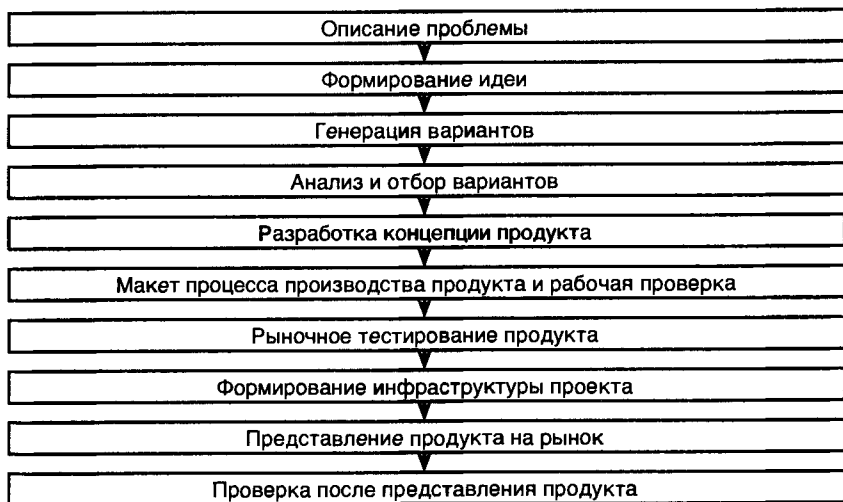 Описание проблемы
Формирование идеи
Генерация вариантов
Анализ и отбор вариантов
Разработка концепции продукта
Макет процесса производства продукта и рабочая проверка
Рыночное тестирование продукта
Формирование инфраструктуры проекта
Представление продукта на рынок
Проверка после представления продукта